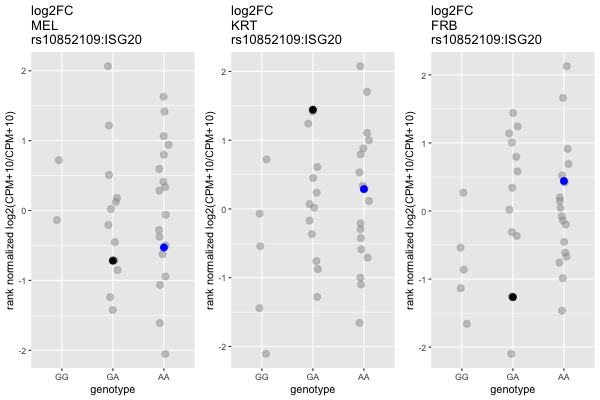 log2FC
MEL
rs10852109:ISG20
rank normalized log2(CPM+10/CPM+10)
2
1
0
-1
-2
GG GA AA
genotype
log2FC
KRT
rs10852109:ISG20
rank normalized log2(CPM+10/CPM+10)
2
1
0
-1
-2
GG GA AA
genotype
log2FC
FRB
rs10852109:ISG20
rank normalized log2(CPM+10/CPM+10)
2
1
0
-1
-2
GG GA AA
genotype